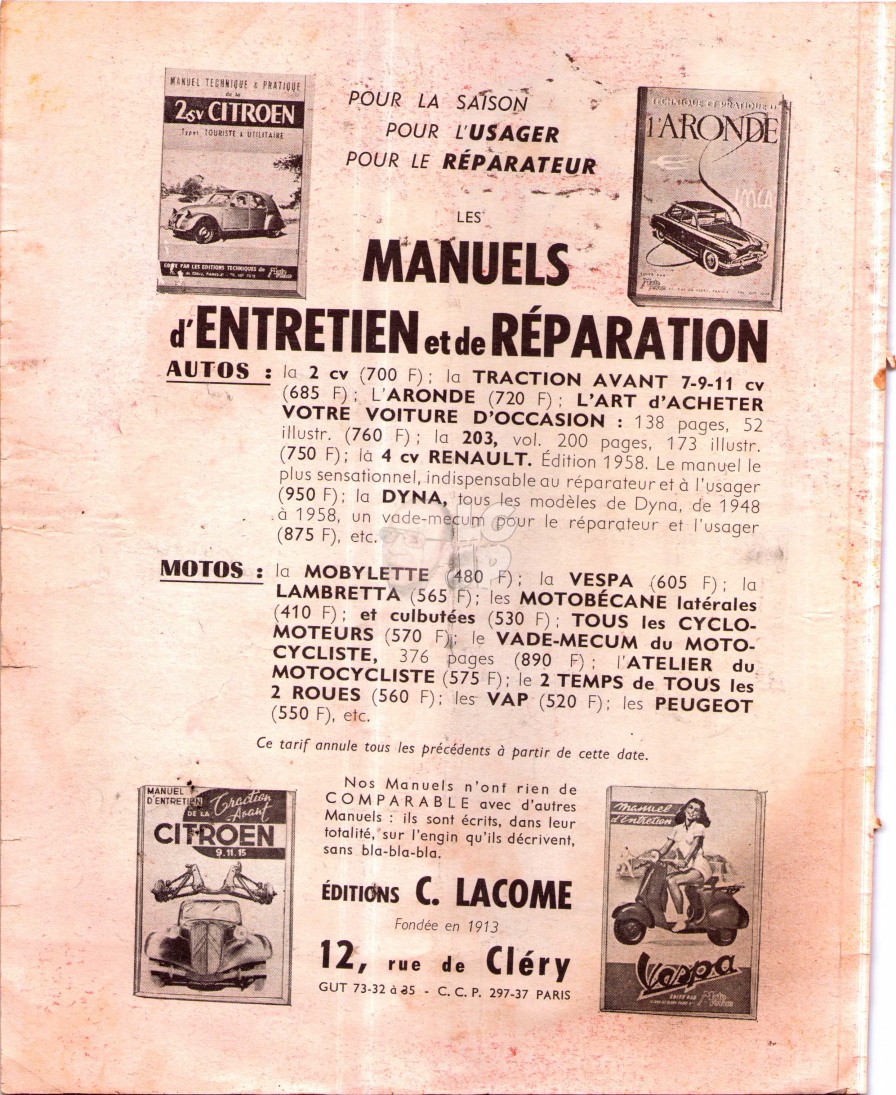 MANUEL TECHNIQUE & PRATIQUE
de la
2cv CITROEN
Types TOURISTE & UTILITAIRE
EDITÉ PAR LES EDITIONS TECHNIQUES de
POUR LA SAISON
POUR L'USAGER
POUR LE RÉPARATEUR
TECHNIQUE ET PRATIQUE DE
l'ARONDE
SIMCA
EDITÉ PAR
LES
MANUELS
d'ENTRETIEN et de RÉPARATION
AUTOS : la 2 cv (700 F) ; la TRACTION AVANT 7-9-11 cv
(685 F) ; L'ARONDE (720 F) ; L'ART d'ACHETER
VOTRE VOITURE D'OCCASION : 138 pages, 52
illustr. (760 F) ; la 203, vol. 200 pages, 173 illustr.
(750 F) ; la 4 cv RENAULT. Édition 1958. Le manuel le
plus sensationnel, indispensable au réparateur et à l'usager
(950 F) ; la DYNA, tous les modèles de Dyna, de 1948
à 1958, un vade-mecum pour le réparateur et l'usager
(875 F), etc.
MOTOS : la MOBYLETTE (480 F) ; la VESPA (605 F) ; la
LAMBRETTA (565 F) ; les MOTOBÉCANE latérales
(410 F) ; et culbutées (530 F) ; TOUS les CYCLO-
MOTEURS (570 F) ; le VADE-MECUM du MOTO-
CYCLISTE, 376 pages (890 F) ; l'ATELIER du
MOTOCYCLISTE (575 F) ; le 2 TEMPS de TOUS les
2 ROUES (560 F) ; les VAP (520 F) ; les PEUGEOT
(550 F), etc.
Ce tarif annule tous les précédents à partir de cette date.
MANUEL
D'ENTRETIEN
DE LA Traction
Avant
CITROEN
9.11.15
Nos Manuels n'ont rien de
COMPARABLE avec d'autres
Manuels : ils sont écrits, dans leur
totalité, sur l'engin qu'ils décrivent,
sans bla-bla-bla.
ÉDITIONS C. LACOME
Fondée en 1913
12, rue de Cléry
GUT 73-32 à 35 - C. C. P. 297-37 PARIS
manuel
d'Entretien
Vespa
EDITÉ PAR